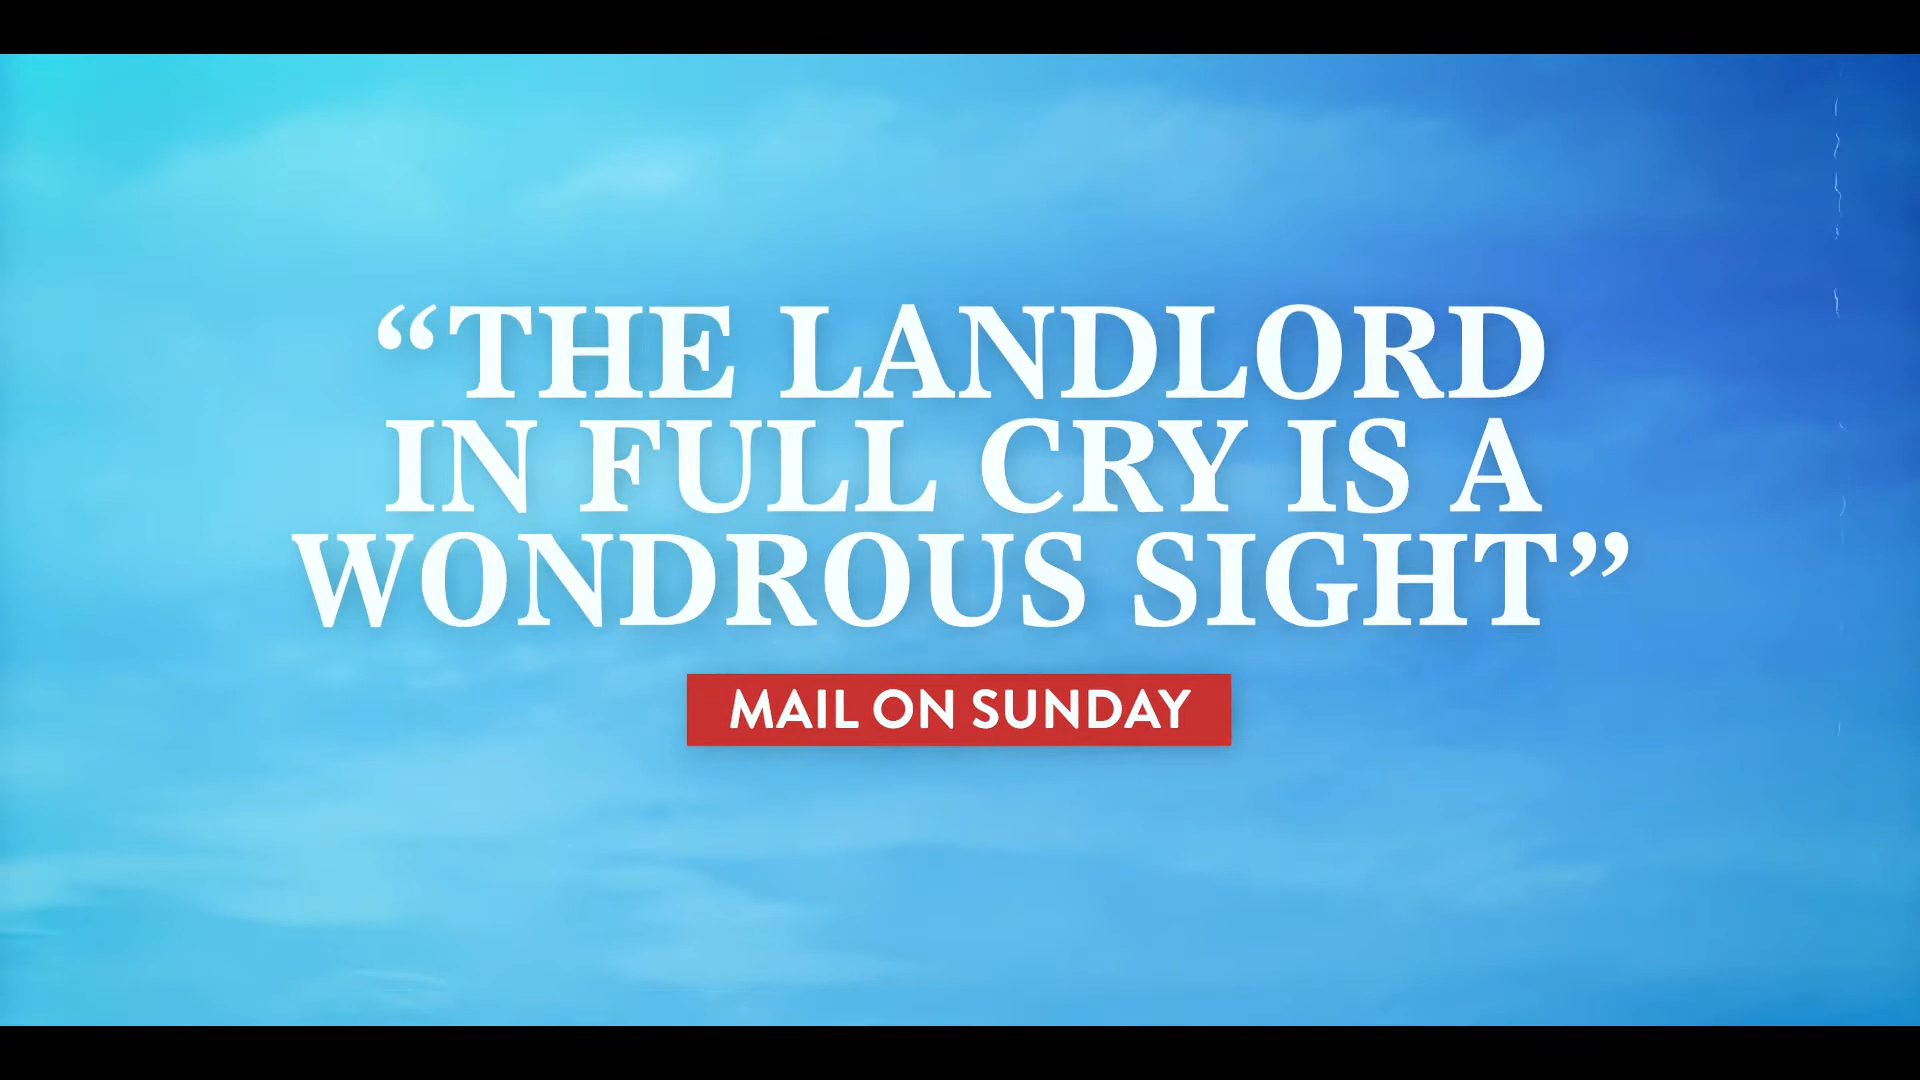 “THE LANDLORD
IN FULL CRY IS A
WONDROUS SIGHT”
MAIL ON SUNDAY